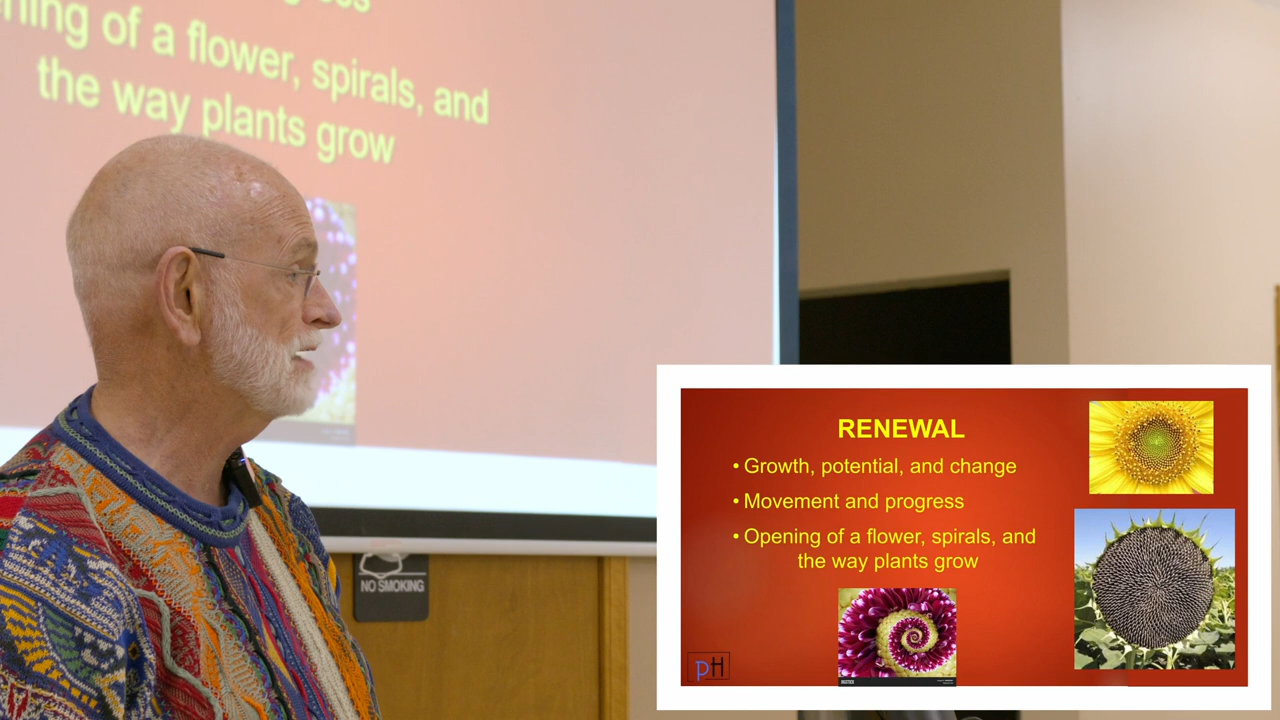 ning of a flower, spirals, and
the way plants grow
NO SMOKING
RENEWAL
• Growth, potential, and change
• Movement and progress
• Opening of a flower, spirals, and
the way plants grow
pH